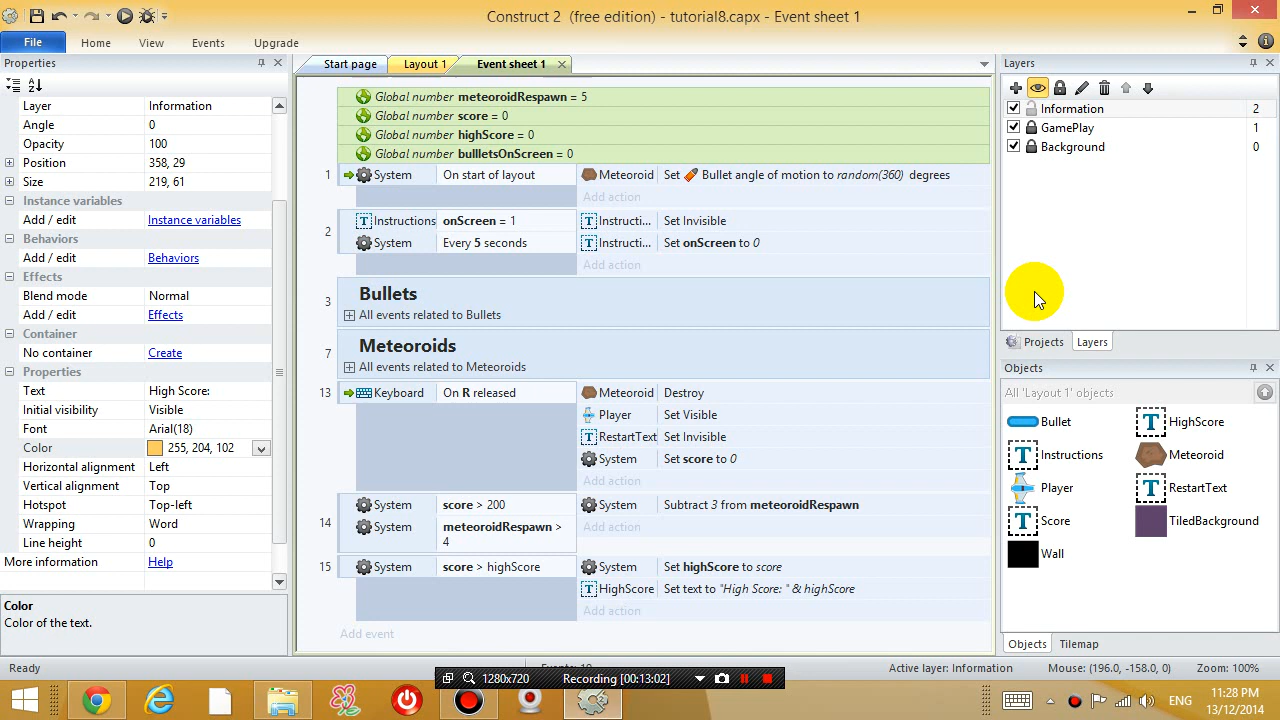 Construct 2  (free edition) - tutorial8.capx - Event sheet 1
File
Home
View
Events
Upgrade
Properties
Layer
Information
Angle
0
Opacity
100
Position
358, 29
Size
219, 61
Instance variables
Add / edit
Instance variables
Behaviors
Add / edit
Behaviors
Effects
Blend mode
Normal
Add / edit
Effects
Container
No container
Create
Properties
Text
High Score:
Initial visibility
Visible
Font
Arial(18)
Color
255, 204, 102
Horizontal alignment
Left
Vertical alignment
Top
Hotspot
Top-left
Wrapping
Word
Line height
0
More information
Help
Color
Color of the text.
Start page
Layout 1
Event sheet 1
Global number meteoroidRespawn = 5
Global number score = 0
Global number highScore = 0
Global number bullletsOnScreen = 0
1
System
On start of layout
Meteoroid
Set Bullet angle of motion to random(360) degrees
Add action
2
Instructions
onScreen = 1
Instructi...
Set Invisible
System
Every 5 seconds
Instructi...
Set onScreen to 0
Add action
3
Bullets
All events related to Bullets
7
Meteoroids
All events related to Meteoroids
13
Keyboard
On R released
Meteoroid
Destroy
Player
Set Visible
RestartText
Set Invisible
System
Set score to 0
Add action
14
System
score > 200
System
Subtract 3 from meteoroidRespawn
System
meteoroidRespawn >
4
Add action
15
System
score > highScore
System
Set highScore to score
HighScore
Set text to "High Score: " & highScore
Add action
Add event
Layers
Information
2
GamePlay
1
Background
0
Projects
Layers
Objects
All 'Layout 1' objects
Bullet
HighScore
Instructions
Meteoroid
Player
RestartText
Score
TiledBackground
Wall
Objects
Tilemap
Ready
Active layer: Information
Mouse: (196.0, -158.0, 0)
Zoom: 100%
1280x720
Recording [00:13:02]
ENG
11:28 PM
13/12/2014